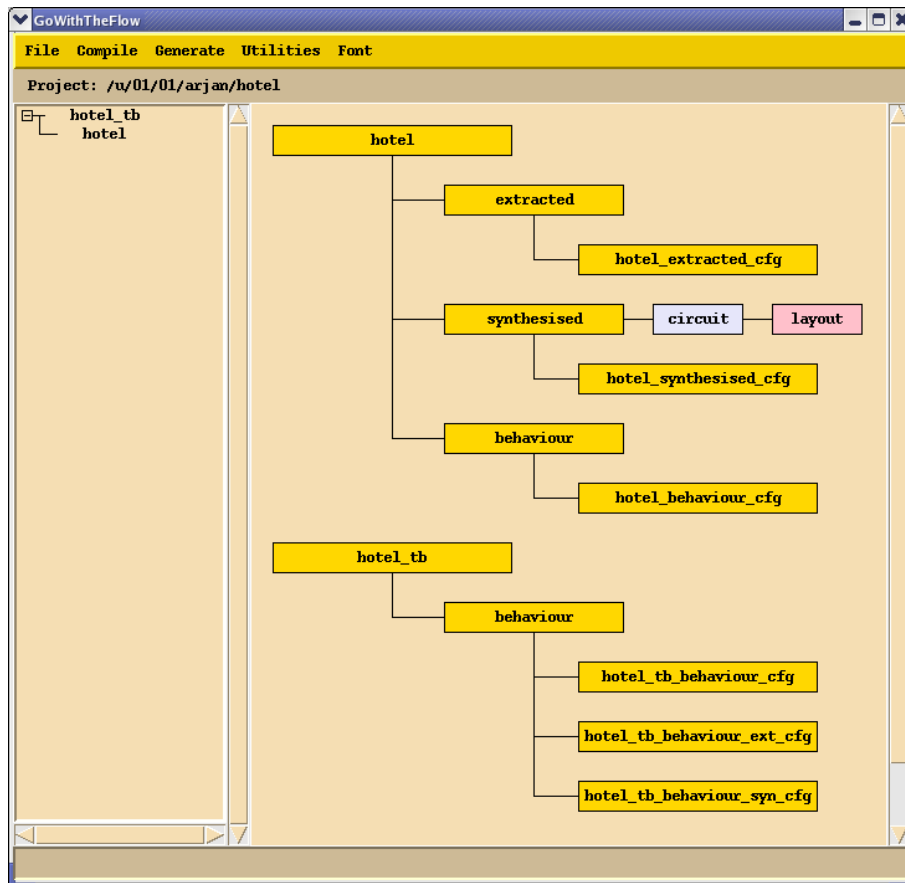 GoWithTheFlow
File Compile Generate Utilities Font
Project: /u/01/01/arjan/hotel
hotel_tb
hotel
hotel
extracted
hotel_extracted_cfg
synthesised circuit layout
hotel_synthesised_cfg
behaviour
hotel_behaviour_cfg
hotel_tb
behaviour
hotel_tb_behaviour_cfg
hotel_tb_behaviour_ext_cfg
hotel_tb_behaviour_syn_cfg